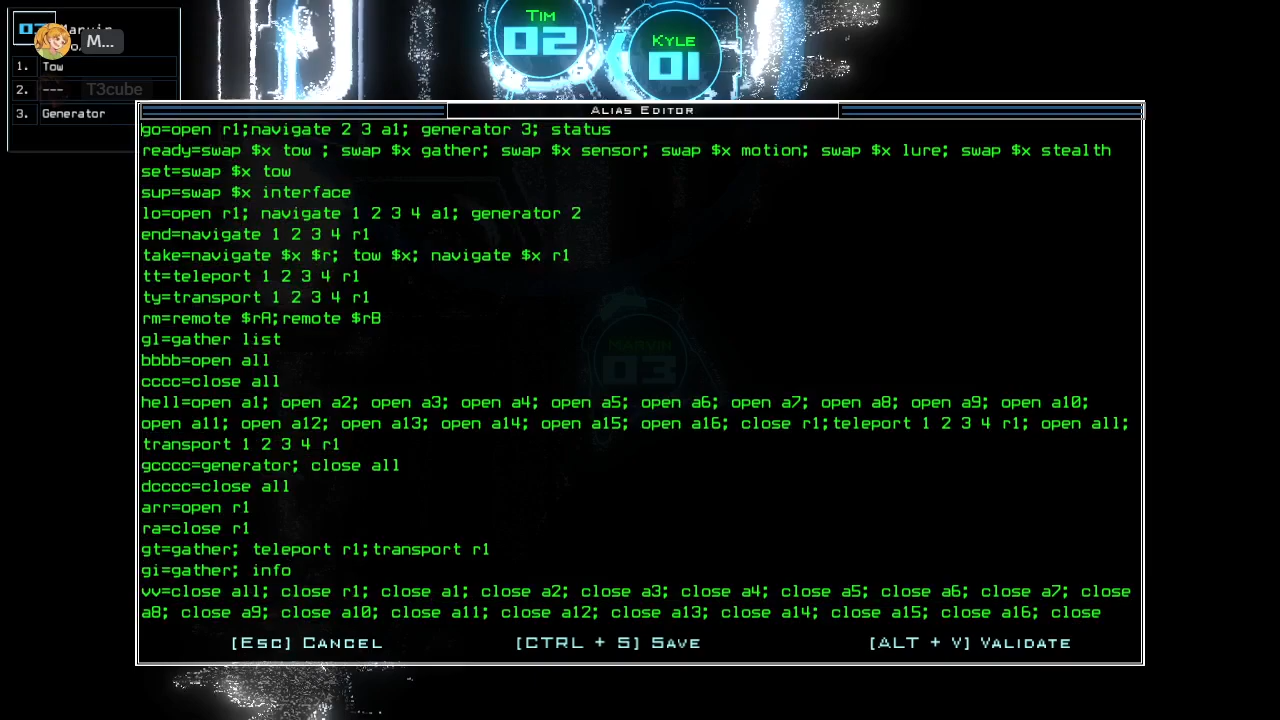 TIM
02
KYLE
01
Marvin
M...
1. Tow
2. ---
T3cube
3. Generator
ALIAS EDITOR
go=open r1;navigate 2 3 a1; generator 3; status
ready=swap $x tow ; swap $x gather; swap $x sensor; swap $x motion; swap $x lure; swap $x stealth
set=swap $x tow
sup=swap $x interface
lo=open r1; navigate 1 2 3 4 a1; generator 2
end=navigate 1 2 3 4 r1
take=navigate $x $r; tow $x; navigate $x r1
tt=teleport 1 2 3 4 r1
ty=transport 1 2 3 4 r1
rm=remote $rA;remote $rB
gl=gather list
bbbb=open all
cccc=close all
hell=open a1; open a2; open a3; open a4; open a5; open a6; open a7; open a8; open a9; open a10;
open a11; open a12; open a13; open a14; open a15; open a16; close r1;teleport 1 2 3 4 r1; open all;
transport 1 2 3 4 r1
gcccc=generator; close all
dcccc=close all
arr=open r1
ra=close r1
gt=gather; teleport r1;transport r1
gi=gather; info
vv=close all; close r1; close a1; close a2; close a3; close a4; close a5; close a6; close a7; close
a8; close a9; close a10; close a11; close a12; close a13; close a14; close a15; close a16; close
MARVIN
03
[ESC] CANCEL
[CTRL + S] SAVE
[ALT + V] VALIDATE